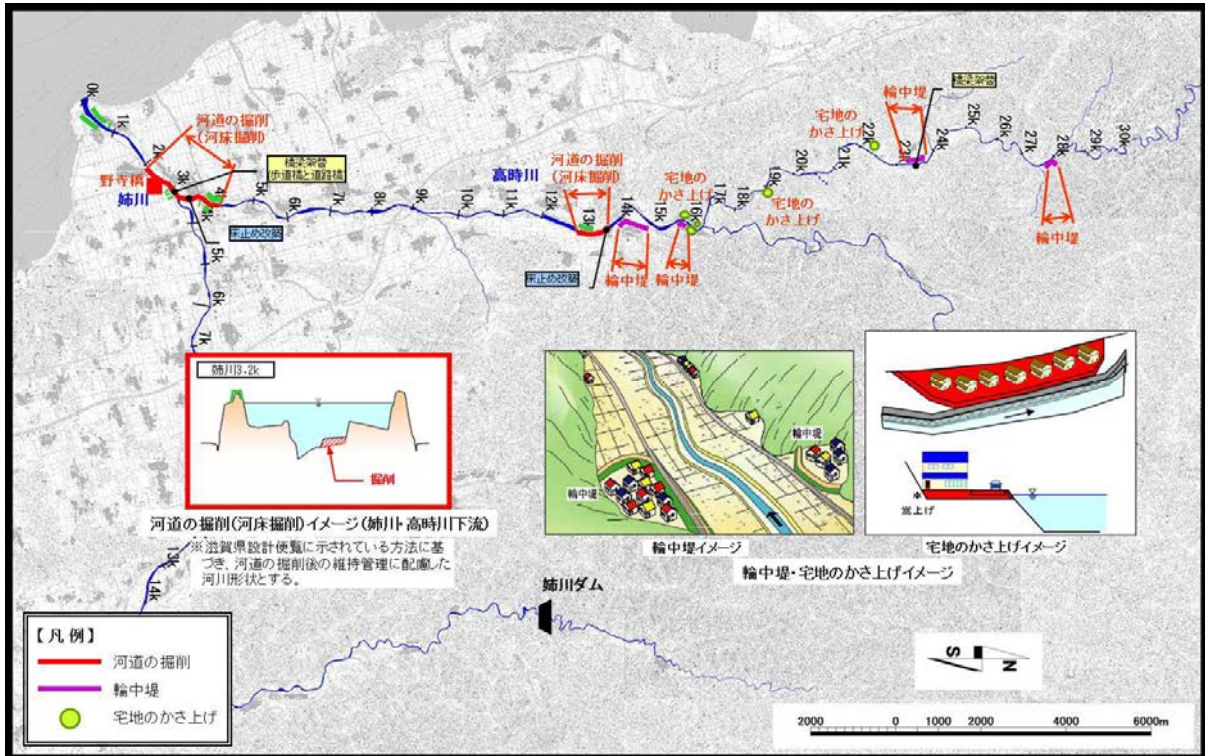 0k
1k
2k
3k
4k
5k
6k
7k
8k
9k
10k
11k
12k
13k
14k
15k
16k
17k
18k
19k
20k
21k
22k
23k
24k
25k
26k
27k
28k
29k
30k
河道の掘削
(河床掘削)
野寺橋
姉川
橋梁架替
歩道橋と道路橋
床止め改築
4k
5k
6k
7k
13k
14k
高時川
河道の掘削
(河床掘削)
床止め改築
輪中堤
輪中堤
宅地の
かさ上げ
宅地の
かさ上げ
宅地の
かさ上げ
輪中堤
橋梁架替
輪中堤
姉川3.2k
掘削
河道の掘削(河床掘削)イメージ(姉川・高時川下流)
※滋賀県設計便覧に示されている方法に基
づき、河道の掘削後の維持管理に配慮した
河川形状とする。
輪中堤
輪中堤
輪中堤イメージ
嵩上げ
宅地のかさ上げイメージ
輪中堤・宅地のかさ上げイメージ
姉川ダム
【凡例】
河道の掘削
輪中堤
宅地のかさ上げ
S
N
2000 0 1000 2000 4000 6000m